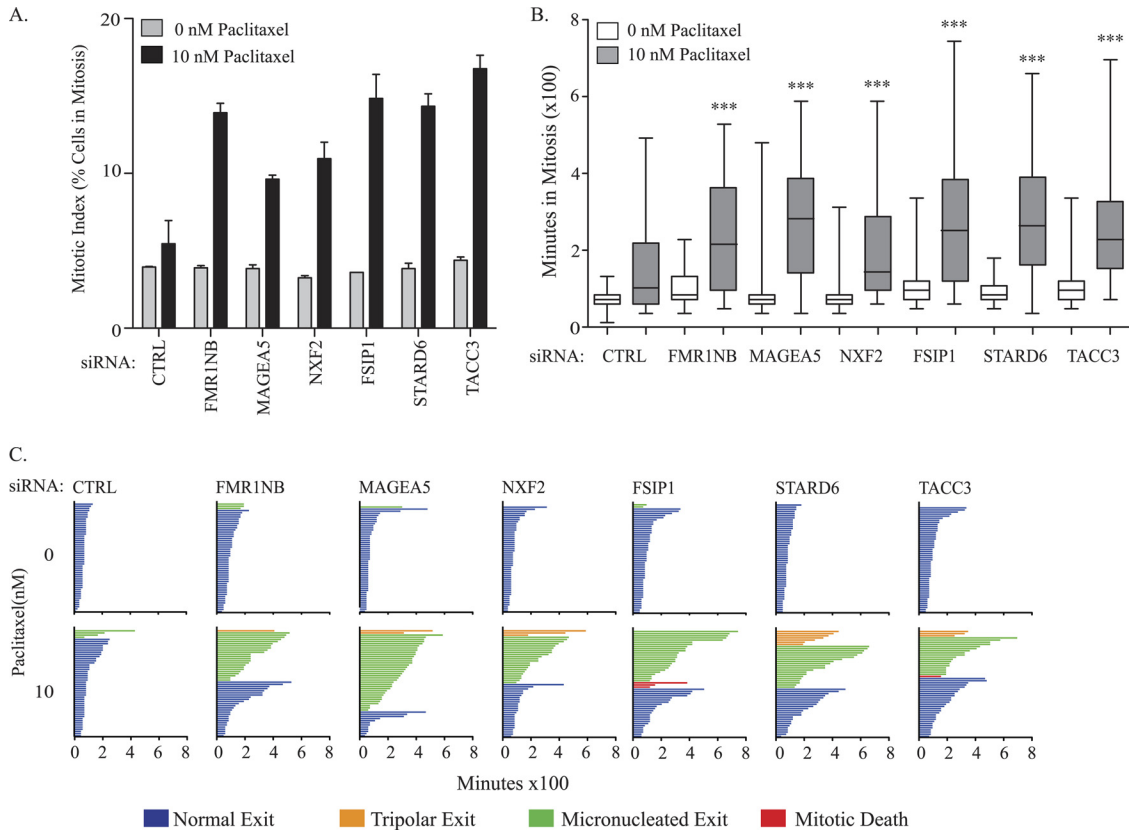 A.
0 nM Paclitaxel
10 nM Paclitaxel
Mitotic Index (% Cells in Mitosis)
20
10
0
siRNA:
CTRL
FMR1NB
MAGEA5
NXF2
FSIP1
STARD6
TACC3
B.
0 nM Paclitaxel
10 nM Paclitaxel
Minutes in Mitosis (x100)
8
6
4
2
0
*** *** *** *** *** ***
siRNA: CTRL FMR1NB MAGEA5 NXF2 FSIP1 STARD6 TACC3
C.
siRNA: CTRL FMR1NB MAGEA5 NXF2 FSIP1 STARD6 TACC3
Paclitaxel(nM)
0
10
0 2 4 6 8 0 2 4 6 8 0 2 4 6 8 0 2 4 6 8 0 2 4 6 8 0 2 4 6 8 0 2 4 6 8
Minutes x100
Normal Exit Tripolar Exit Micronucleated Exit Mitotic Death